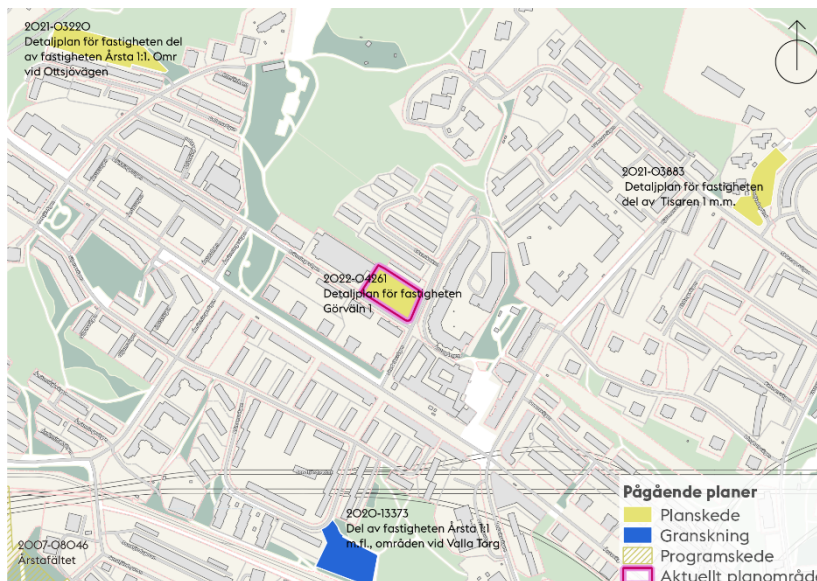 2021-03220
Detaljplan för fastigheten del
av fastigheten Årsta 1:1. Omr
vid Ottsjövägen
2021-03883
Detaljplan för fastigheten
del av Tisaren 1 m.m.
2022-04261
Detaljplan för fastigheten
Görväln 1
2020-13373
Del av fastigheten Årsta 1:1
m.fl., områden vid Valla Torg
2007-08046
Årstafältet
Pågående planer
Planskede
Granskning
Programskede
Aktuellt planområde